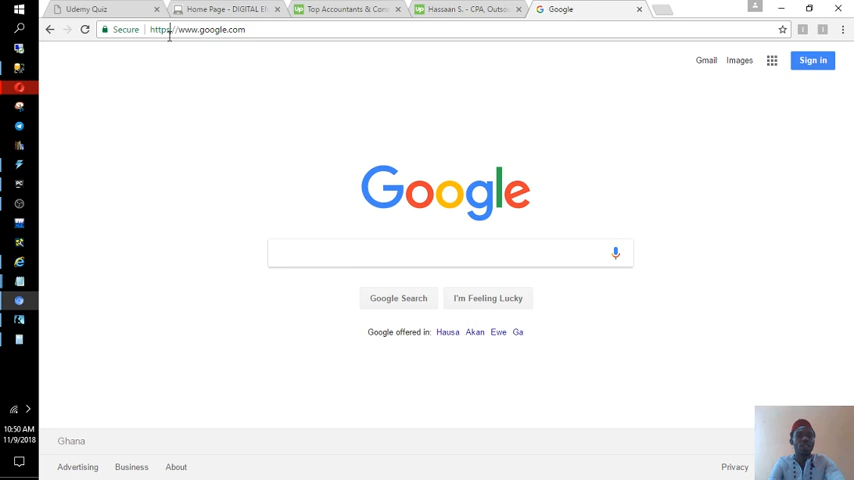 Udemy Quiz
Home Page - DIGITAL E
Top Accountants & Con
Hassaan S. - CPA, Outso
Google
Secure
https://www.google.com
Gmail
Images
Sign in
Google
Google Search
I'm Feeling Lucky
Google offered in: Hausa Akan Ewe Ga
10:50 AM
11/9/2018
Ghana
Advertising
Business
About
Privacy